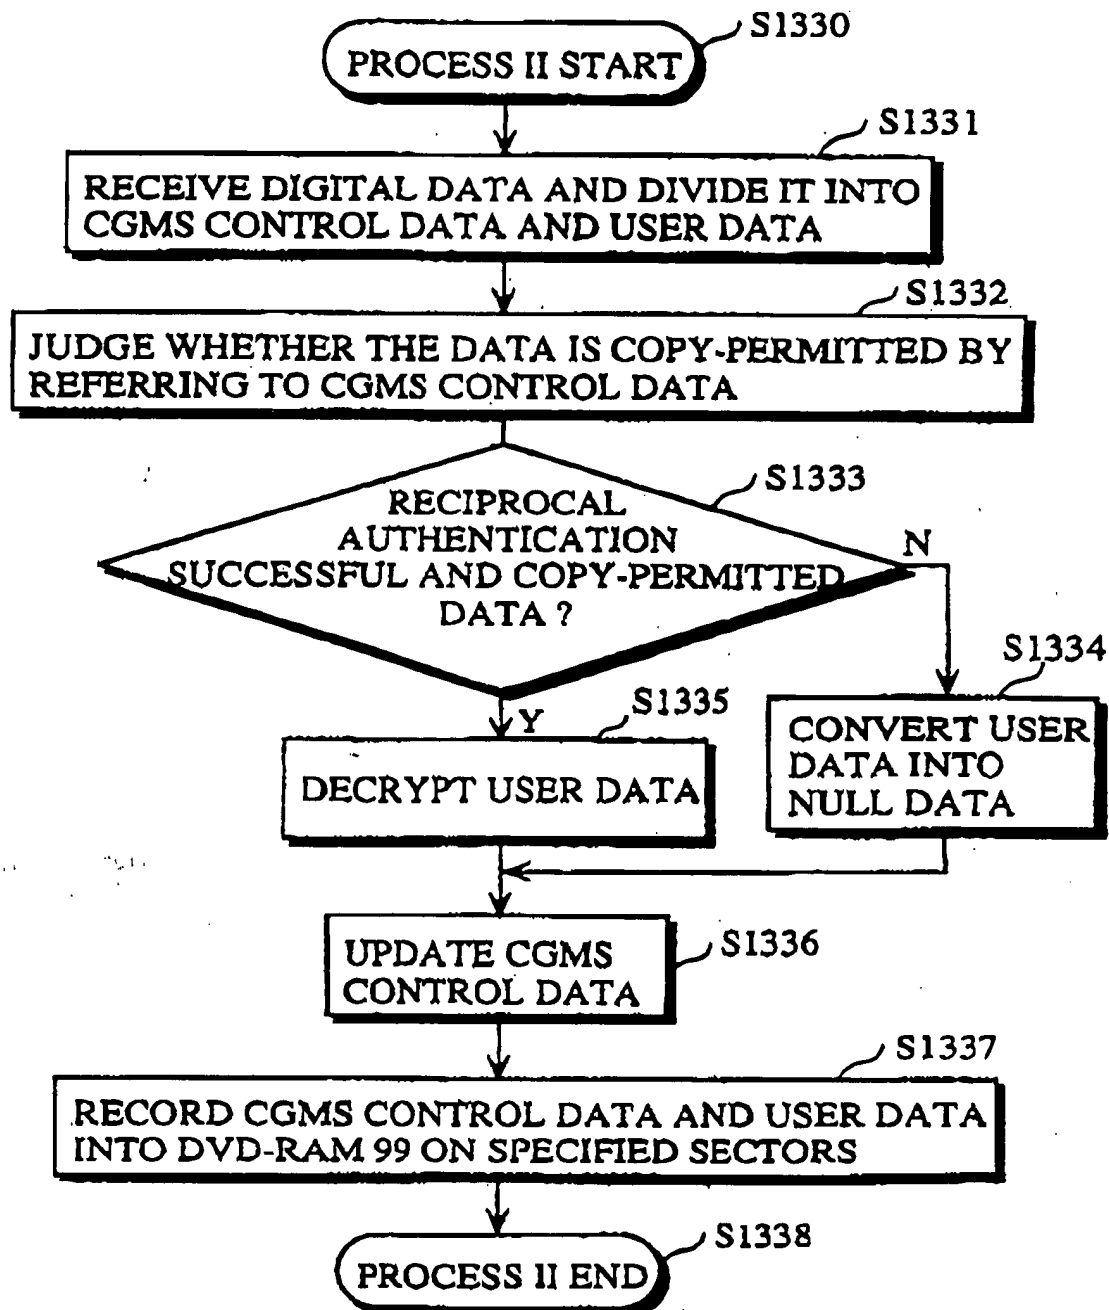 S1330
PROCESS II START
S1331
RECEIVE DIGITAL DATA AND DIVIDE IT INTO
CGMS CONTROL DATA AND USER DATA
S1332
JUDGE WHETHER THE DATA IS COPY-PERMITTED BY
REFERRING TO CGMS CONTROL DATA
S1333
RECIPROCAL
AUTHENTICATION
SUCCESSFUL AND COPY-PERMITTED
DATA ?
N
S1334
CONVERT USER
DATA INTO
NULL DATA
Y
S1335
DECRYPT USER DATA
UPDATE CGMS
CONTROL DATA
S1336
S1337
RECORD CGMS CONTROL DATA AND USER DATA
INTO DVD-RAM 99 ON SPECIFIED SECTORS
S1338
PROCESS II END